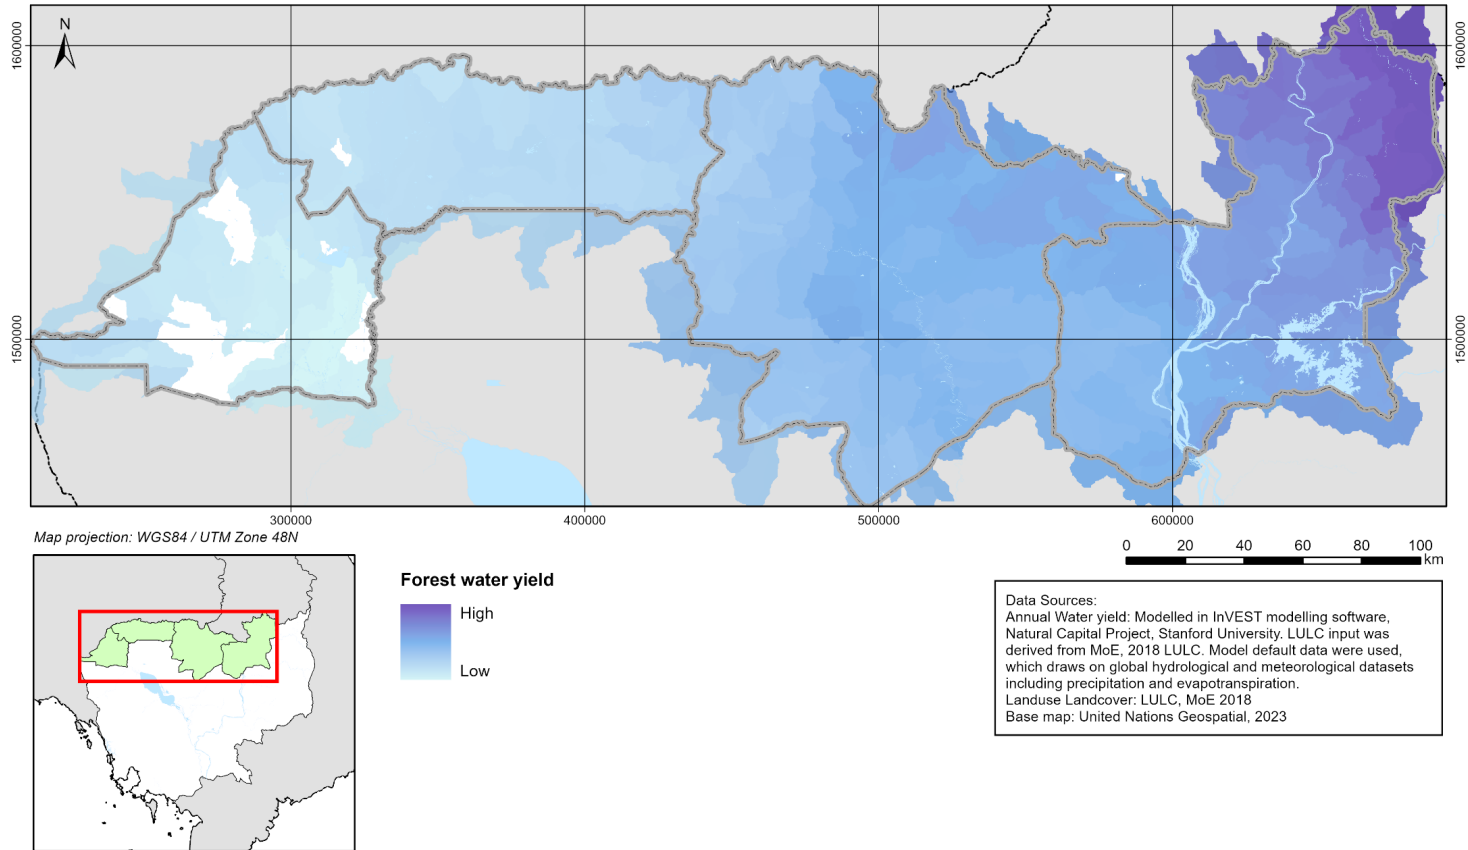 N
1600000
1600000
1500000
1500000
300000
400000
500000
600000
Map projection: WGS84 / UTM Zone 48N
0 20 40 60 80 100
km
Forest water yield
High
Low
Data Sources:
Annual Water yield: Modelled in InVEST modelling software,
Natural Capital Project, Stanford University. LULC input was
derived from MoE, 2018 LULC. Model default data were used,
which draws on global hydrological and meteorological datasets
including precipitation and evapotranspiration.
Landuse Landcover: LULC, MoE 2018
Base map: United Nations Geospatial, 2023